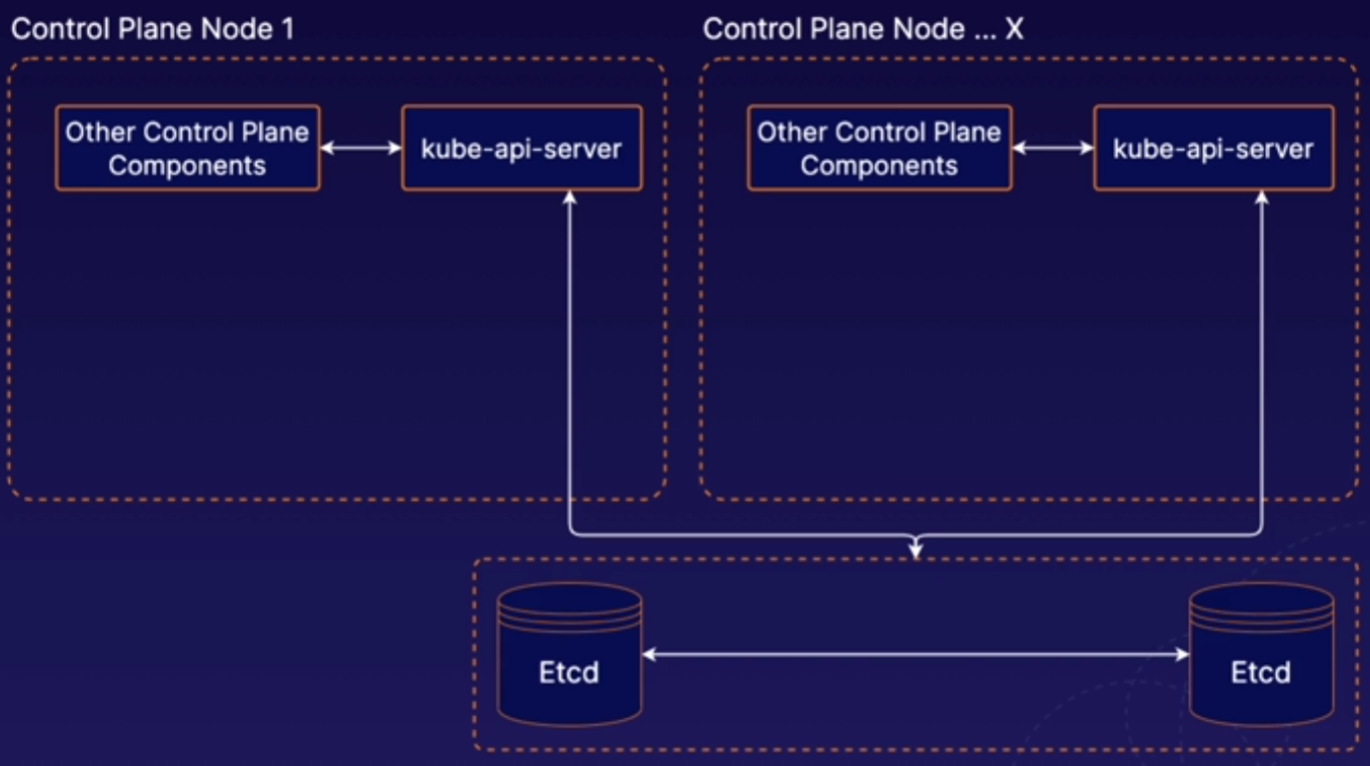 Control Plane Node 1
Control Plane Node ... X
Other Control Plane
Components
kube-api-server
Other Control Plane
Components
kube-api-server
Etcd
Etcd